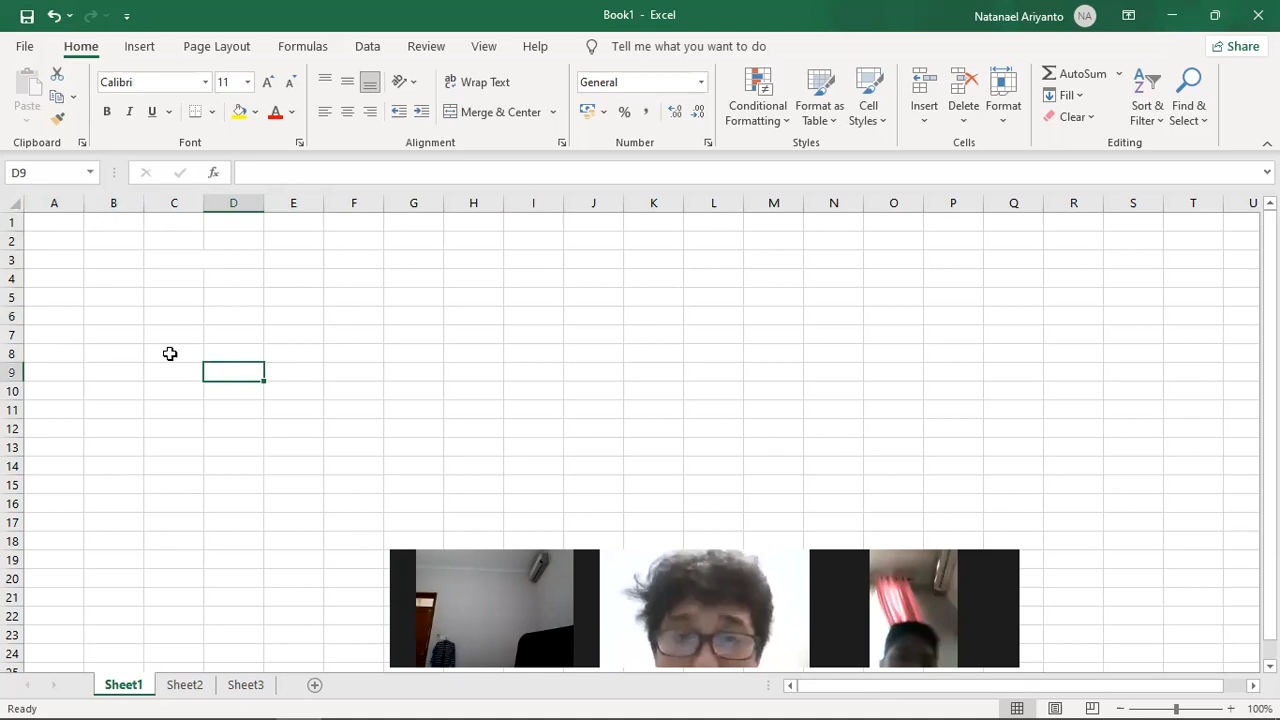 Book1 - Excel
Natanael Ariyanto NA
File Home Insert Page Layout Formulas Data Review View Help Tell me what you want to do Share
Paste
Calibri 11
B I U
Wrap Text
Merge & Center
General
Conditional Formatting
Format as Table
Cell Styles
Insert Delete Format
AutoSum
Fill
Clear
Sort & Filter
Find & Select
Clipboard Font Alignment Number Styles Cells Editing
D9 fx
A B C D E F G H I J K L M N O P Q R S T U
1
2
3
4
5
6
7
8
9
10
11
12
13
14
15
16
17
18
19
20
21
22
23
24
25
Sheet1 Sheet2 Sheet3
Ready 100%